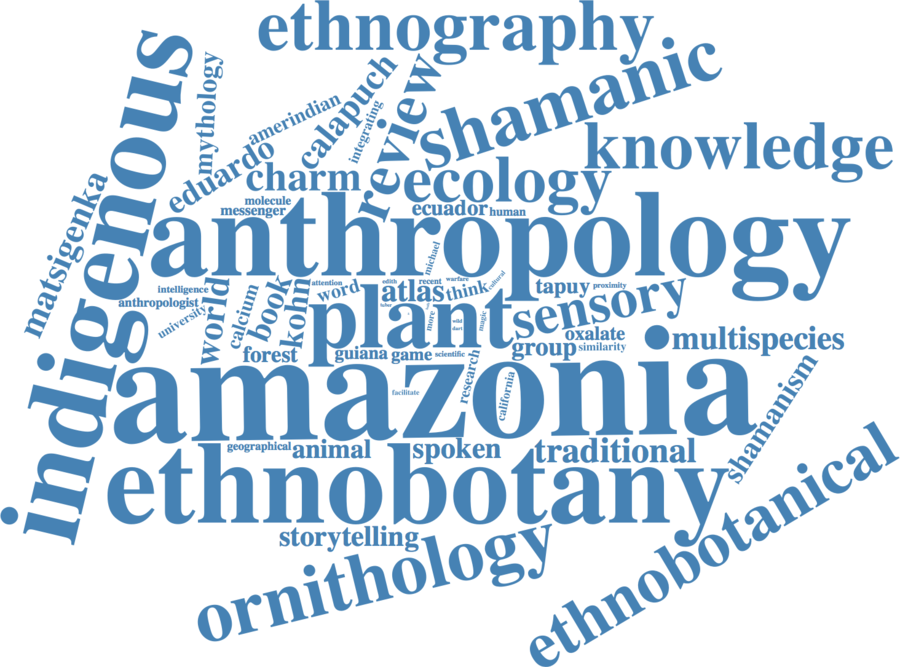 ethnography
indigenous
mythology
amerindian
calapuch
integrating
review
shamanic
knowledge
eduardo
charm
ecology
matsigenka
molecule
messenger
ecuador
human
anthropology
michael
intelligence
anthropologist
university
world
calcium
book
kohn
attention
word
edith
atlas
recent
warfare
think
cultural
tapuy
proximity
plant
more
wild
dart
magic
sensory
oxalate
multispecies
forest
guiana
game
scientific
group
similarity
research
amazonia
facilitate
california
shamanism
geographical
animal
spoken
traditional
ethnobotany
storytelling
ornithology
ethnobotanical